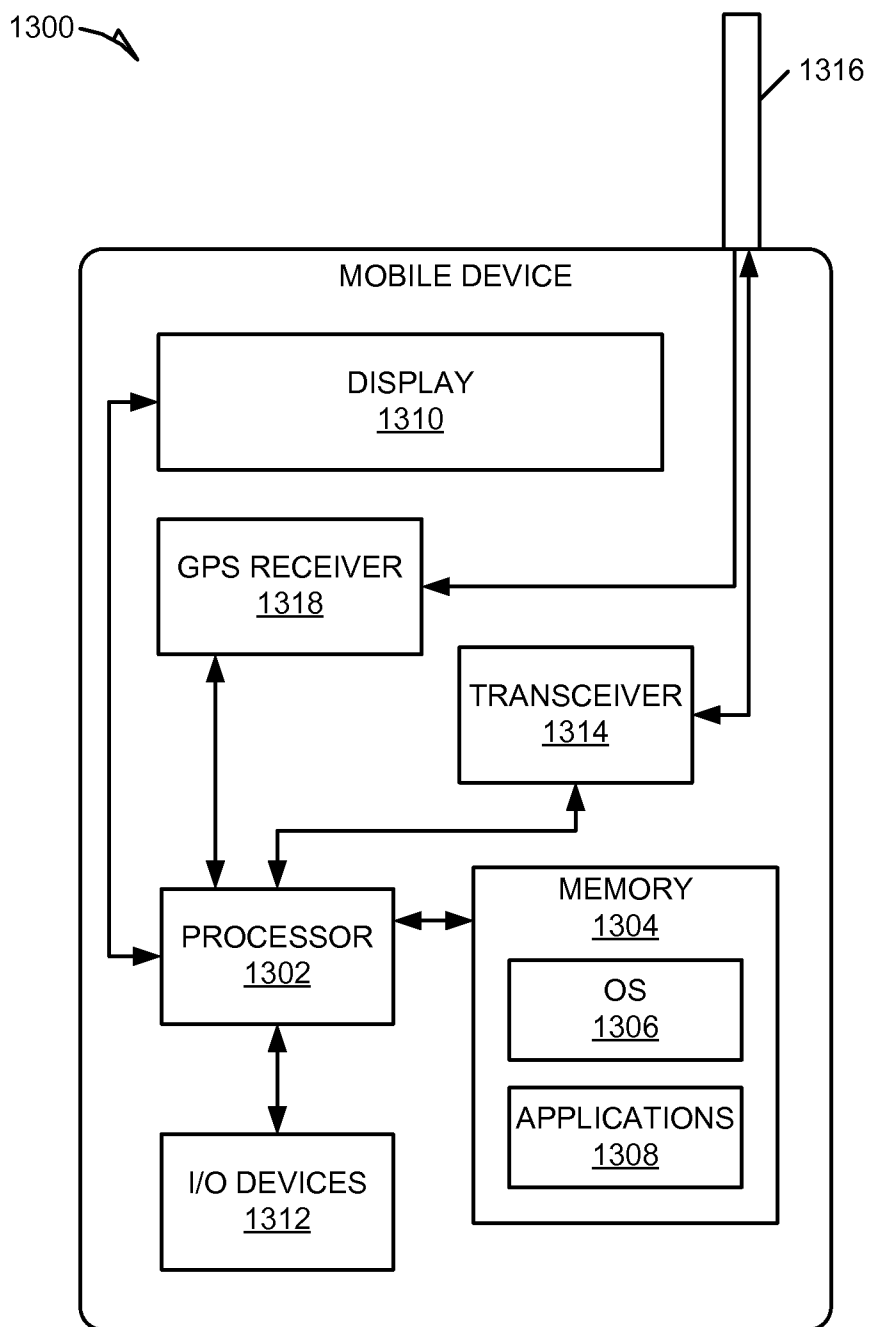 1300
1316
MOBILE DEVICE
DISPLAY
1310
GPS RECEIVER
1318
TRANSCEIVER
1314
PROCESSOR
1302
MEMORY
1304
OS
1306
APPLICATIONS
1308
I/O DEVICES
1312